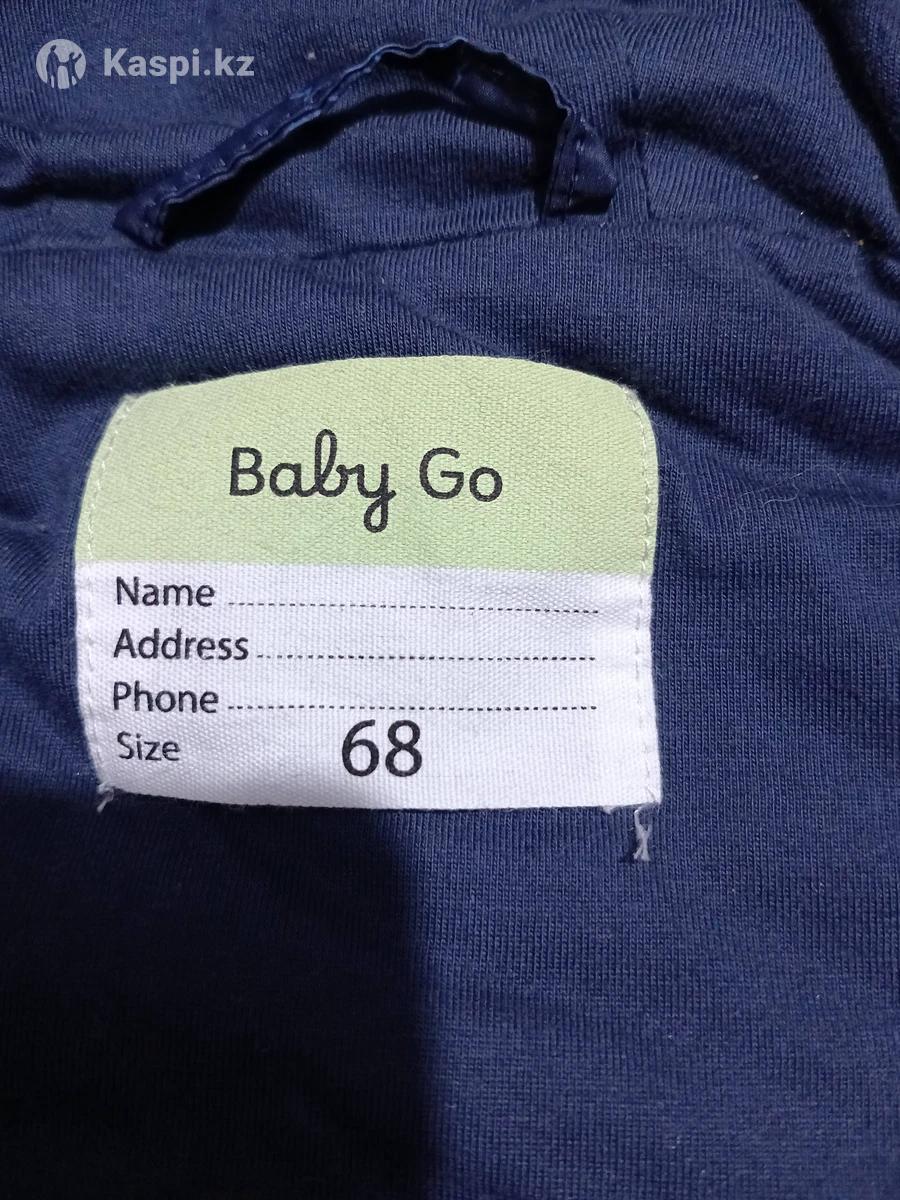 Kaspi.kz
Baby Go
Name
Address
Phone
Size 68